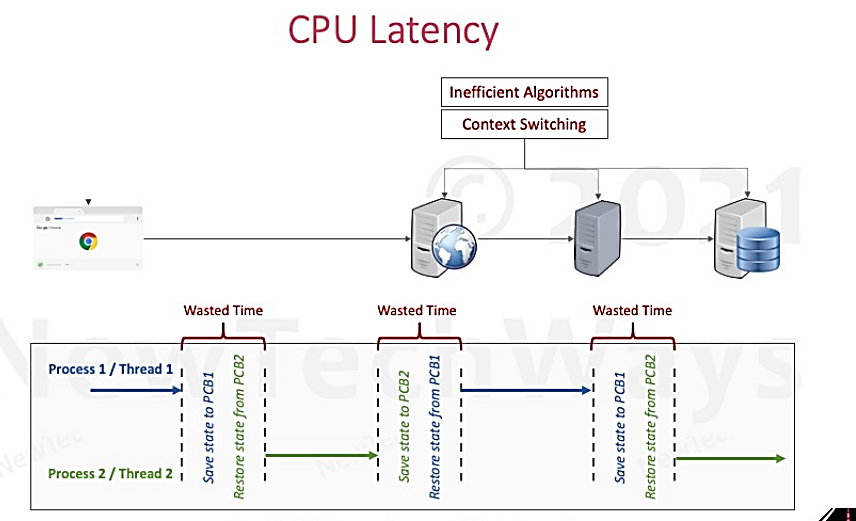 CPU Latency
Inefficient Algorithms
Context Switching
© 2021
Wasted Time
Wasted Time
Wasted Time
NewTechWays
Process 1 / Thread 1
Save state to PCB1
Restore state from PCB2
Save state to PCB2
Restore state from PCB1
Save state to PCB1
Restore state from PCB2
Process 2 / Thread 2